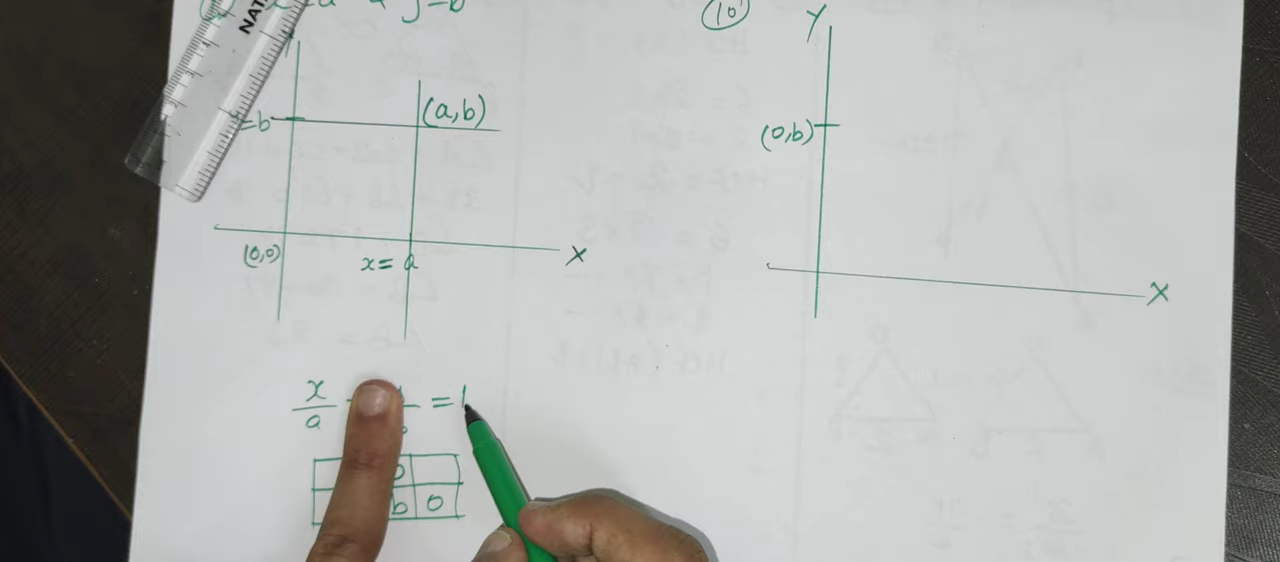 y=b
(10)
Y
(a,b)
=b
(0,b)
(0,0)
x= a
X
X
x
a
= 1
b 0